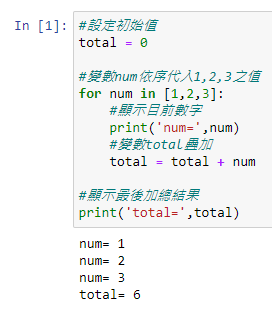 In [1]: #設定初始值
total = 0

#變數num依序代入1,2,3之值
for num in [1,2,3]:
    #顯示目前數字
    print('num=',num)
    #變數total疊加
    total = total + num

#顯示最後加總結果
print('total=',total)

num= 1
num= 2
num= 3
total= 6